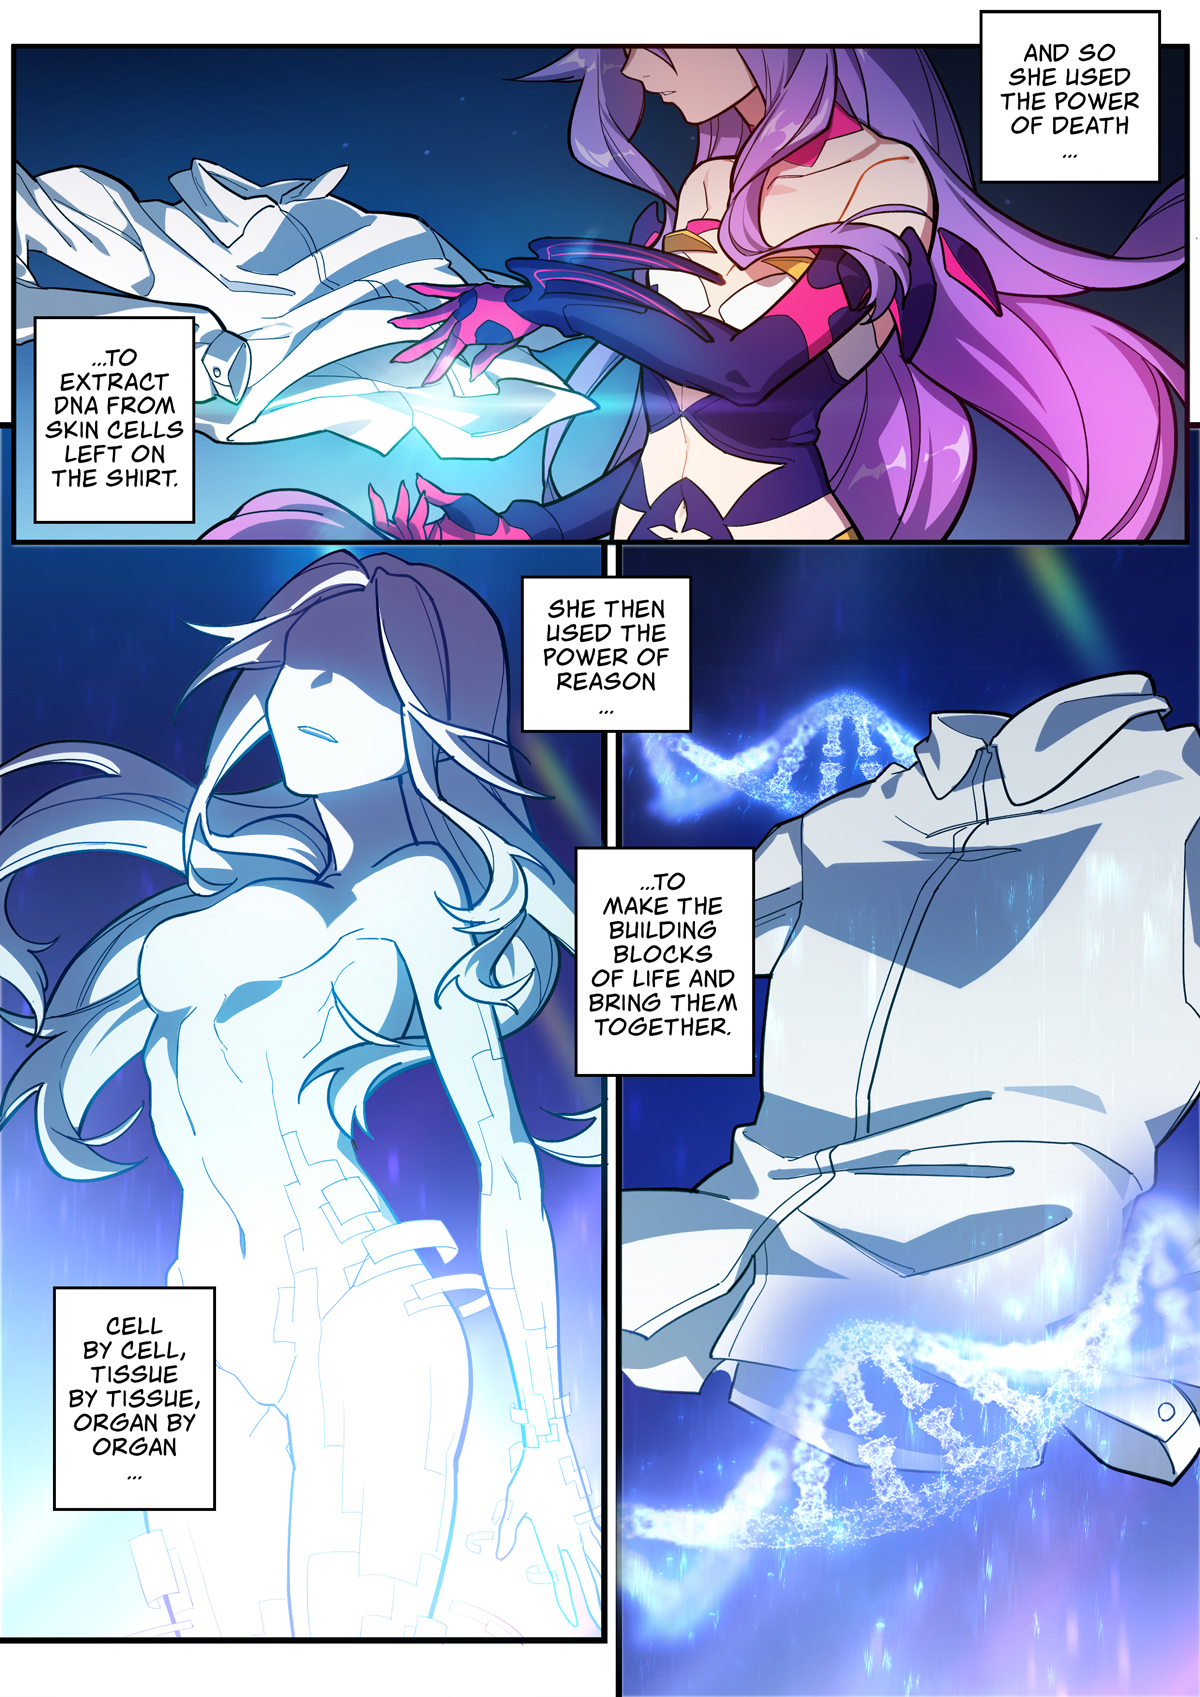 AND SO
SHE USED
THE POWER
OF DEATH
...
...TO
EXTRACT
DNA FROM
SKIN CELLS
LEFT ON
THE SHIRT.
SHE THEN
USED THE
POWER OF
REASON
...
...TO
MAKE THE
BUILDING
BLOCKS
OF LIFE AND
BRING THEM
TOGETHER.
CELL
BY CELL,
TISSUE
BY TISSUE,
ORGAN BY
ORGAN
...